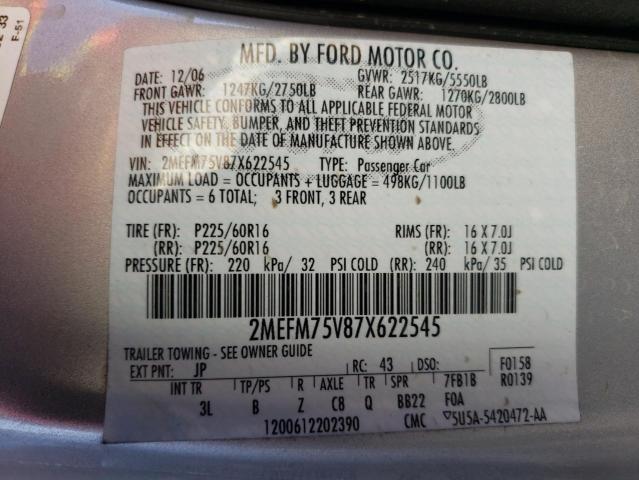 F-51
MFD. BY FORD MOTOR CO.
DATE: 12/06 GVWR: 2517KG/5550LB
FRONT GAWR: 1247KG/2750LB REAR GAWR: 1270KG/2800LB
THIS VEHICLE CONFORMS TO ALL APPLICABLE FEDERAL MOTOR
VEHICLE SAFETY, BUMPER, AND THEFT PREVENTION STANDARDS
IN EFFECT ON THE DATE OF MANUFACTURE SHOWN ABOVE.
VIN: 2MEFM75V87X622545 TYPE: Passenger Car
MAXIMUM LOAD = OCCUPANTS + LUGGAGE = 498KG/1100LB
OCCUPANTS = 6 TOTAL; 3 FRONT, 3 REAR
TIRE (FR): P225/60R16 RIMS (FR): 16 X 7.0J
(RR): P225/60R16 (RR): 16 X 7.0J
PRESSURE (FR): 220 kPa/ 32 PSI COLD (RR): 240 kPa/ 35 PSI COLD
2MEFM75V87X622545
TRAILER TOWING - SEE OWNER GUIDE
EXT PNT: JP RC: 43 DSO: F0158
INT TR TP/PS R AXLE TR SPR 7FB1B R0139
3L B Z C8 Q BB22 FOA
1200612202390 CMC 5U5A-5420472-AA